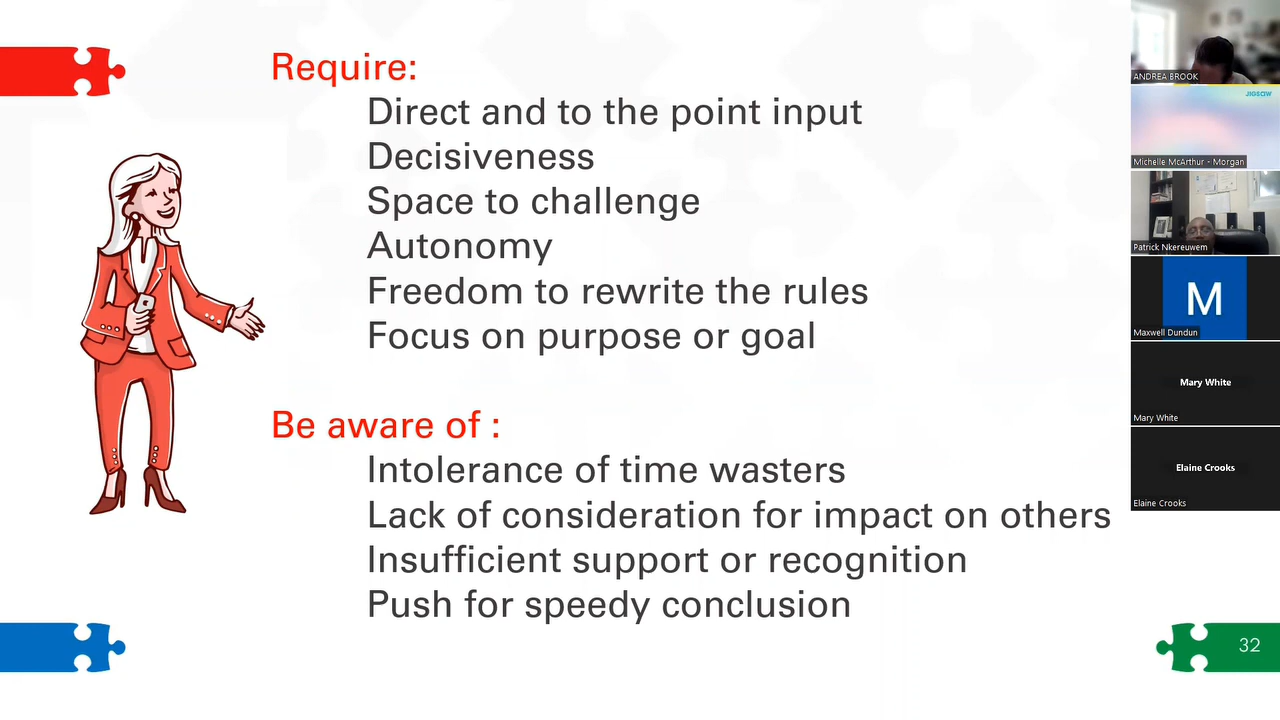 Require:
Direct and to the point input
Decisiveness
Space to challenge
Autonomy
Freedom to rewrite the rules
Focus on purpose or goal
Be aware of :
Intolerance of time wasters
Lack of consideration for impact on others
Insufficient support or recognition
Push for speedy conclusion
32
ANDREA BROOK
JIGSAW
Michelle McArthur - Morgan
Patrick Nkereuwem
M
Maxwell Dundun
Mary White
Mary White
Elaine Crooks
Elaine Crooks